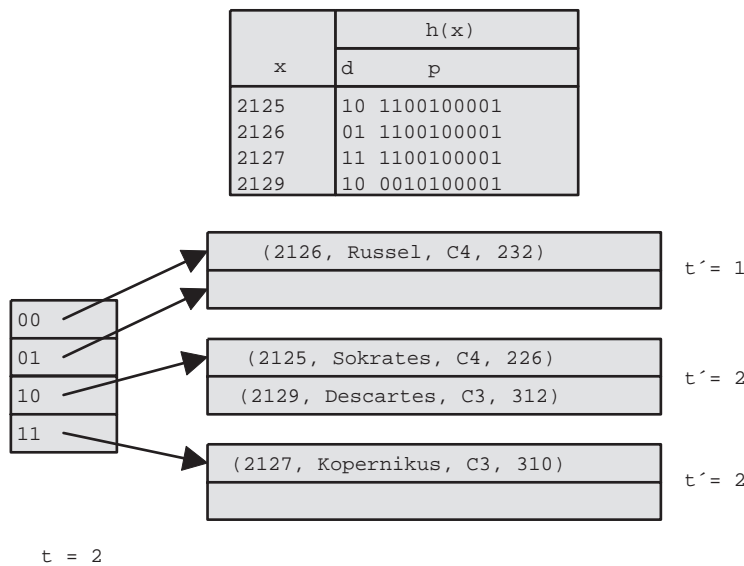 h(x)
x d p
2125 10 1100100001
2126 01 1100100001
2127 11 1100100001
2129 10 0010100001
(2126, Russel, C4, 232)
t´= 1
00
01
(2125, Sokrates, C4, 226)
t´= 2
10
(2129, Descartes, C3, 312)
11
(2127, Kopernikus, C3, 310)
t´= 2
t = 2